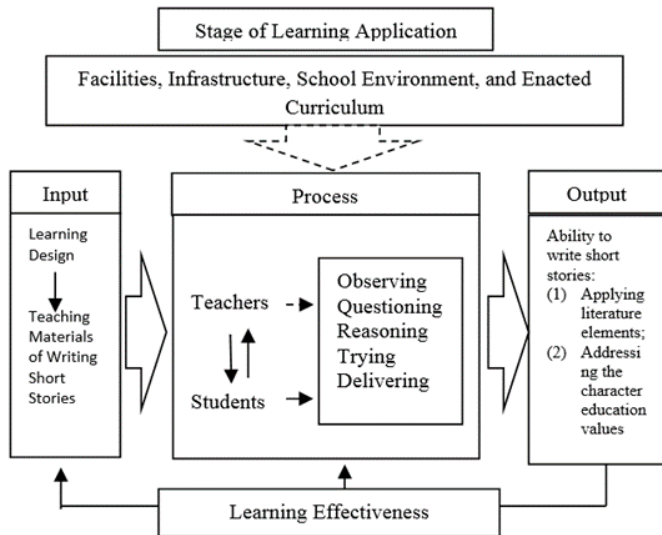 Stage of Learning Application
Facilities, Infrastructure, School Environment, and Enacted
Curriculum
Input
Learning
Design
Teaching
Materials
of Writing
Short
Stories
Process
Teachers
Students
Observing
Questioning
Reasoning
Trying
Delivering
Output
Ability to
write short
stories:
(1) Applying
literature
elements;
(2) Addressi
ng the
character
education
values
Learning Effectiveness